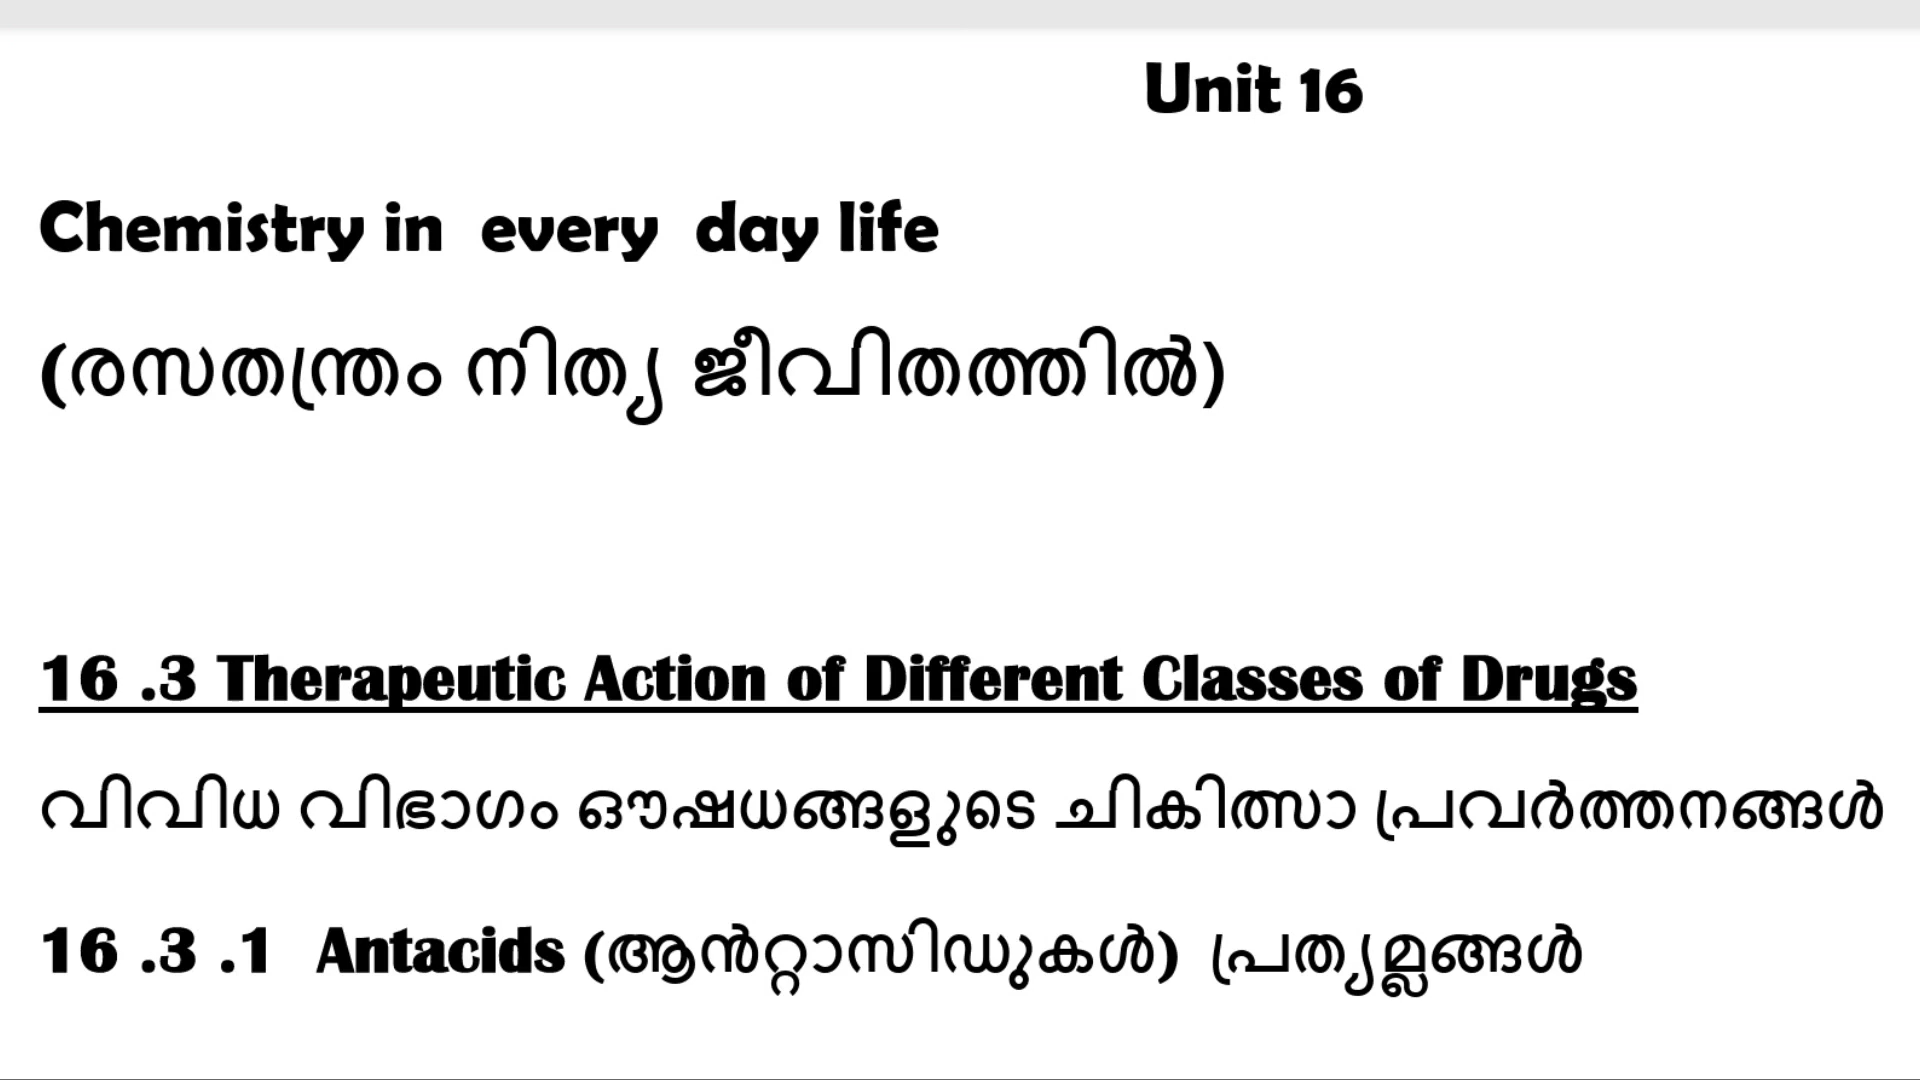 Unit 16
Chemistry in every day life
(രസതന്ത്രം നിത്യ ജീവിതത്തിൽ)
16 .3 Therapeutic Action of Different Classes of Drugs
വിവിധ വിഭാഗം ഔഷധങ്ങളുടെ ചികിത്സാ പ്രവർത്തനങ്ങൾ
16 .3 .1 Antacids (ആൻറ്റാസിഡുകൾ) പ്രത്യമ്ലങ്ങൾ